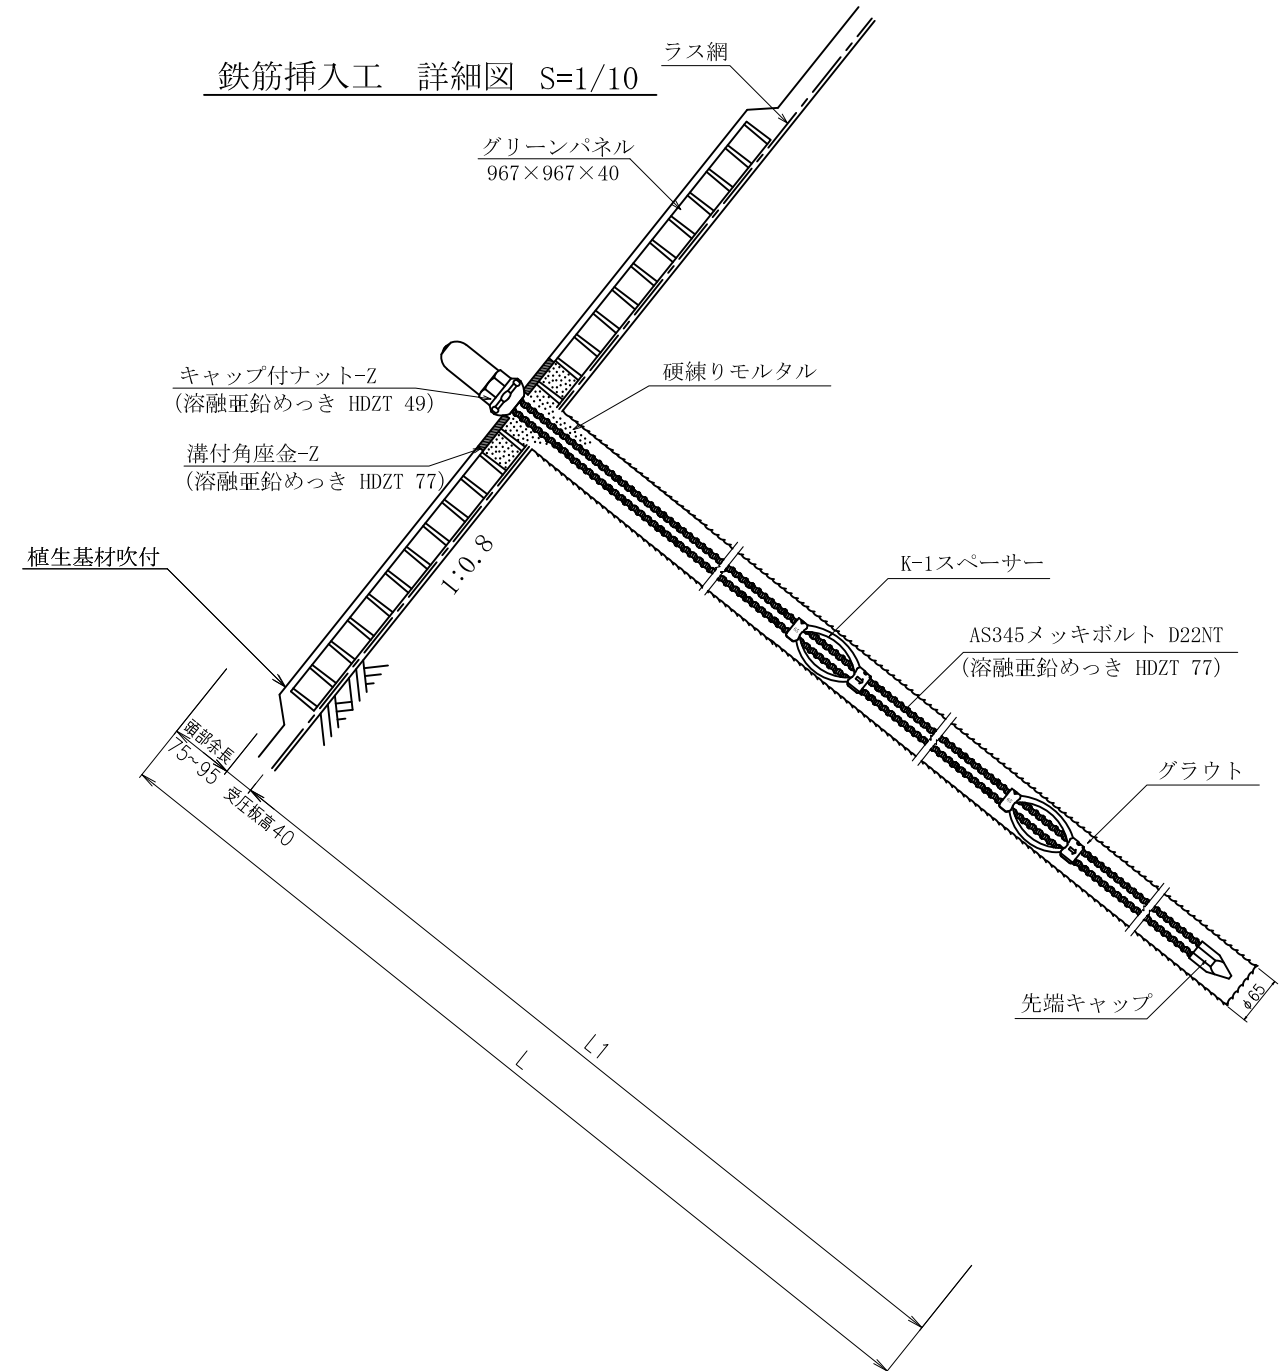 鉄筋挿入工　詳細図　S=1/10
ラス網
グリーンパネル
967×967×40
キャップ付ナット-Z
(溶融亜鉛めっき HDZT 49)
硬練りモルタル
溝付角座金-Z
(溶融亜鉛めっき HDZT 77)
植生基材吹付
1:0.8
K-1スペーサー
AS345メッキボルト D22NT
(溶融亜鉛めっき HDZT 77)
頭部余長
75~95
受圧板高40
グラウト
先端キャップ
φ65
L1
L